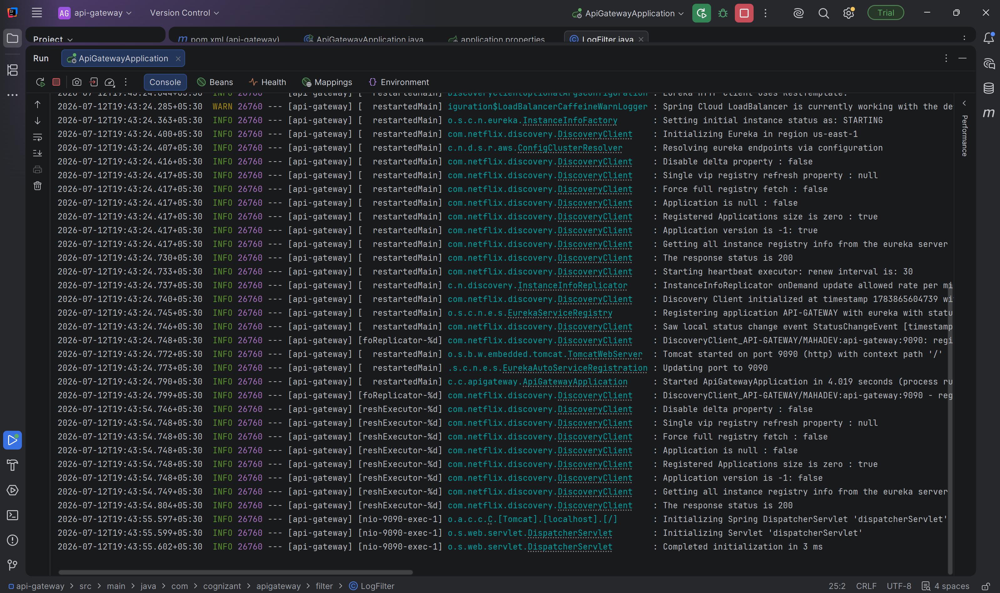 AG api-gateway Version Control ApiGatewayApplication Trial
Project pom.xml (api-gateway) ApiGatewayApplication.java application.properties LogFilter.java
Run ApiGatewayApplication
Console Beans Health Mappings Environment
2026-07-12T19:43:24.285+05:30 WARN 26760 --- [api-gateway] [ restartedMain] iguration$LoadBalancerCaffeineWarnLogger : Spring Cloud LoadBalancer is currently working with the de
2026-07-12T19:43:24.363+05:30 INFO 26760 --- [api-gateway] [ restartedMain] o.s.c.n.eureka.InstanceInfoFactory : Setting initial instance status as: STARTING
2026-07-12T19:43:24.400+05:30 INFO 26760 --- [api-gateway] [ restartedMain] com.netflix.discovery.DiscoveryClient : Initializing Eureka in region us-east-1
2026-07-12T19:43:24.407+05:30 INFO 26760 --- [api-gateway] [ restartedMain] c.n.d.s.r.aws.ConfigClusterResolver : Resolving eureka endpoints via configuration
2026-07-12T19:43:24.416+05:30 INFO 26760 --- [api-gateway] [ restartedMain] com.netflix.discovery.DiscoveryClient : Disable delta property : false
2026-07-12T19:43:24.417+05:30 INFO 26760 --- [api-gateway] [ restartedMain] com.netflix.discovery.DiscoveryClient : Single vip registry refresh property : null
2026-07-12T19:43:24.417+05:30 INFO 26760 --- [api-gateway] [ restartedMain] com.netflix.discovery.DiscoveryClient : Force full registry fetch : false
2026-07-12T19:43:24.417+05:30 INFO 26760 --- [api-gateway] [ restartedMain] com.netflix.discovery.DiscoveryClient : Application is null : false
2026-07-12T19:43:24.417+05:30 INFO 26760 --- [api-gateway] [ restartedMain] com.netflix.discovery.DiscoveryClient : Registered Applications size is zero : true
2026-07-12T19:43:24.417+05:30 INFO 26760 --- [api-gateway] [ restartedMain] com.netflix.discovery.DiscoveryClient : Application version is -1: true
2026-07-12T19:43:24.417+05:30 INFO 26760 --- [api-gateway] [ restartedMain] com.netflix.discovery.DiscoveryClient : Getting all instance registry info from the eureka server
2026-07-12T19:43:24.730+05:30 INFO 26760 --- [api-gateway] [ restartedMain] com.netflix.discovery.DiscoveryClient : The response status is 200
2026-07-12T19:43:24.733+05:30 INFO 26760 --- [api-gateway] [ restartedMain] com.netflix.discovery.DiscoveryClient : Starting heartbeat executor: renew interval is: 30
2026-07-12T19:43:24.737+05:30 INFO 26760 --- [api-gateway] [ restartedMain] c.n.discovery.InstanceInfoReplicator : InstanceInfoReplicator onDemand update allowed rate per mi
2026-07-12T19:43:24.740+05:30 INFO 26760 --- [api-gateway] [ restartedMain] com.netflix.discovery.DiscoveryClient : Discovery Client initialized at timestamp 1783865604739 wi
2026-07-12T19:43:24.745+05:30 INFO 26760 --- [api-gateway] [ restartedMain] o.s.c.n.e.s.EurekaServiceRegistry : Registering application API-GATEWAY with eureka with statu
2026-07-12T19:43:24.746+05:30 INFO 26760 --- [api-gateway] [ restartedMain] com.netflix.discovery.DiscoveryClient : Saw local status change event StatusChangeEvent [timestamp
2026-07-12T19:43:24.748+05:30 INFO 26760 --- [api-gateway] [foReplicator-%d] com.netflix.discovery.DiscoveryClient : DiscoveryClient_API-GATEWAY/MAHADEV:api-gateway:9090: regi
2026-07-12T19:43:24.772+05:30 INFO 26760 --- [api-gateway] [ restartedMain] o.s.b.w.embedded.tomcat.TomcatWebServer : Tomcat started on port 9090 (http) with context path '/'
2026-07-12T19:43:24.773+05:30 INFO 26760 --- [api-gateway] [ restartedMain] .s.c.n.e.s.EurekaAutoServiceRegistration : Updating port to 9090
2026-07-12T19:43:24.790+05:30 INFO 26760 --- [api-gateway] [ restartedMain] c.c.apigateway.ApiGatewayApplication : Started ApiGatewayApplication in 4.019 seconds (process ru
2026-07-12T19:43:24.799+05:30 INFO 26760 --- [api-gateway] [foReplicator-%d] com.netflix.discovery.DiscoveryClient : DiscoveryClient_API-GATEWAY/MAHADEV:api-gateway:9090 - reg
2026-07-12T19:43:54.746+05:30 INFO 26760 --- [api-gateway] [reshExecutor-%d] com.netflix.discovery.DiscoveryClient : Disable delta property : false
2026-07-12T19:43:54.748+05:30 INFO 26760 --- [api-gateway] [reshExecutor-%d] com.netflix.discovery.DiscoveryClient : Single vip registry refresh property : null
2026-07-12T19:43:54.748+05:30 INFO 26760 --- [api-gateway] [reshExecutor-%d] com.netflix.discovery.DiscoveryClient : Force full registry fetch : false
2026-07-12T19:43:54.748+05:30 INFO 26760 --- [api-gateway] [reshExecutor-%d] com.netflix.discovery.DiscoveryClient : Application is null : false
2026-07-12T19:43:54.748+05:30 INFO 26760 --- [api-gateway] [reshExecutor-%d] com.netflix.discovery.DiscoveryClient : Registered Applications size is zero : true
2026-07-12T19:43:54.748+05:30 INFO 26760 --- [api-gateway] [reshExecutor-%d] com.netflix.discovery.DiscoveryClient : Application version is -1: false
2026-07-12T19:43:54.749+05:30 INFO 26760 --- [api-gateway] [reshExecutor-%d] com.netflix.discovery.DiscoveryClient : Getting all instance registry info from the eureka server
2026-07-12T19:43:54.804+05:30 INFO 26760 --- [api-gateway] [reshExecutor-%d] com.netflix.discovery.DiscoveryClient : The response status is 200
2026-07-12T19:43:55.597+05:30 INFO 26760 --- [api-gateway] [nio-9090-exec-1] o.a.c.c.C.[Tomcat].[localhost].[/] : Initializing Spring DispatcherServlet 'dispatcherServlet'
2026-07-12T19:43:55.599+05:30 INFO 26760 --- [api-gateway] [nio-9090-exec-1] o.s.web.servlet.DispatcherServlet : Initializing Servlet 'dispatcherServlet'
2026-07-12T19:43:55.602+05:30 INFO 26760 --- [api-gateway] [nio-9090-exec-1] o.s.web.servlet.DispatcherServlet : Completed initialization in 3 ms
Performance
api-gateway > src > main > java > com > cognizant > apigateway > filter > LogFilter 25:2 CRLF UTF-8 4 spaces